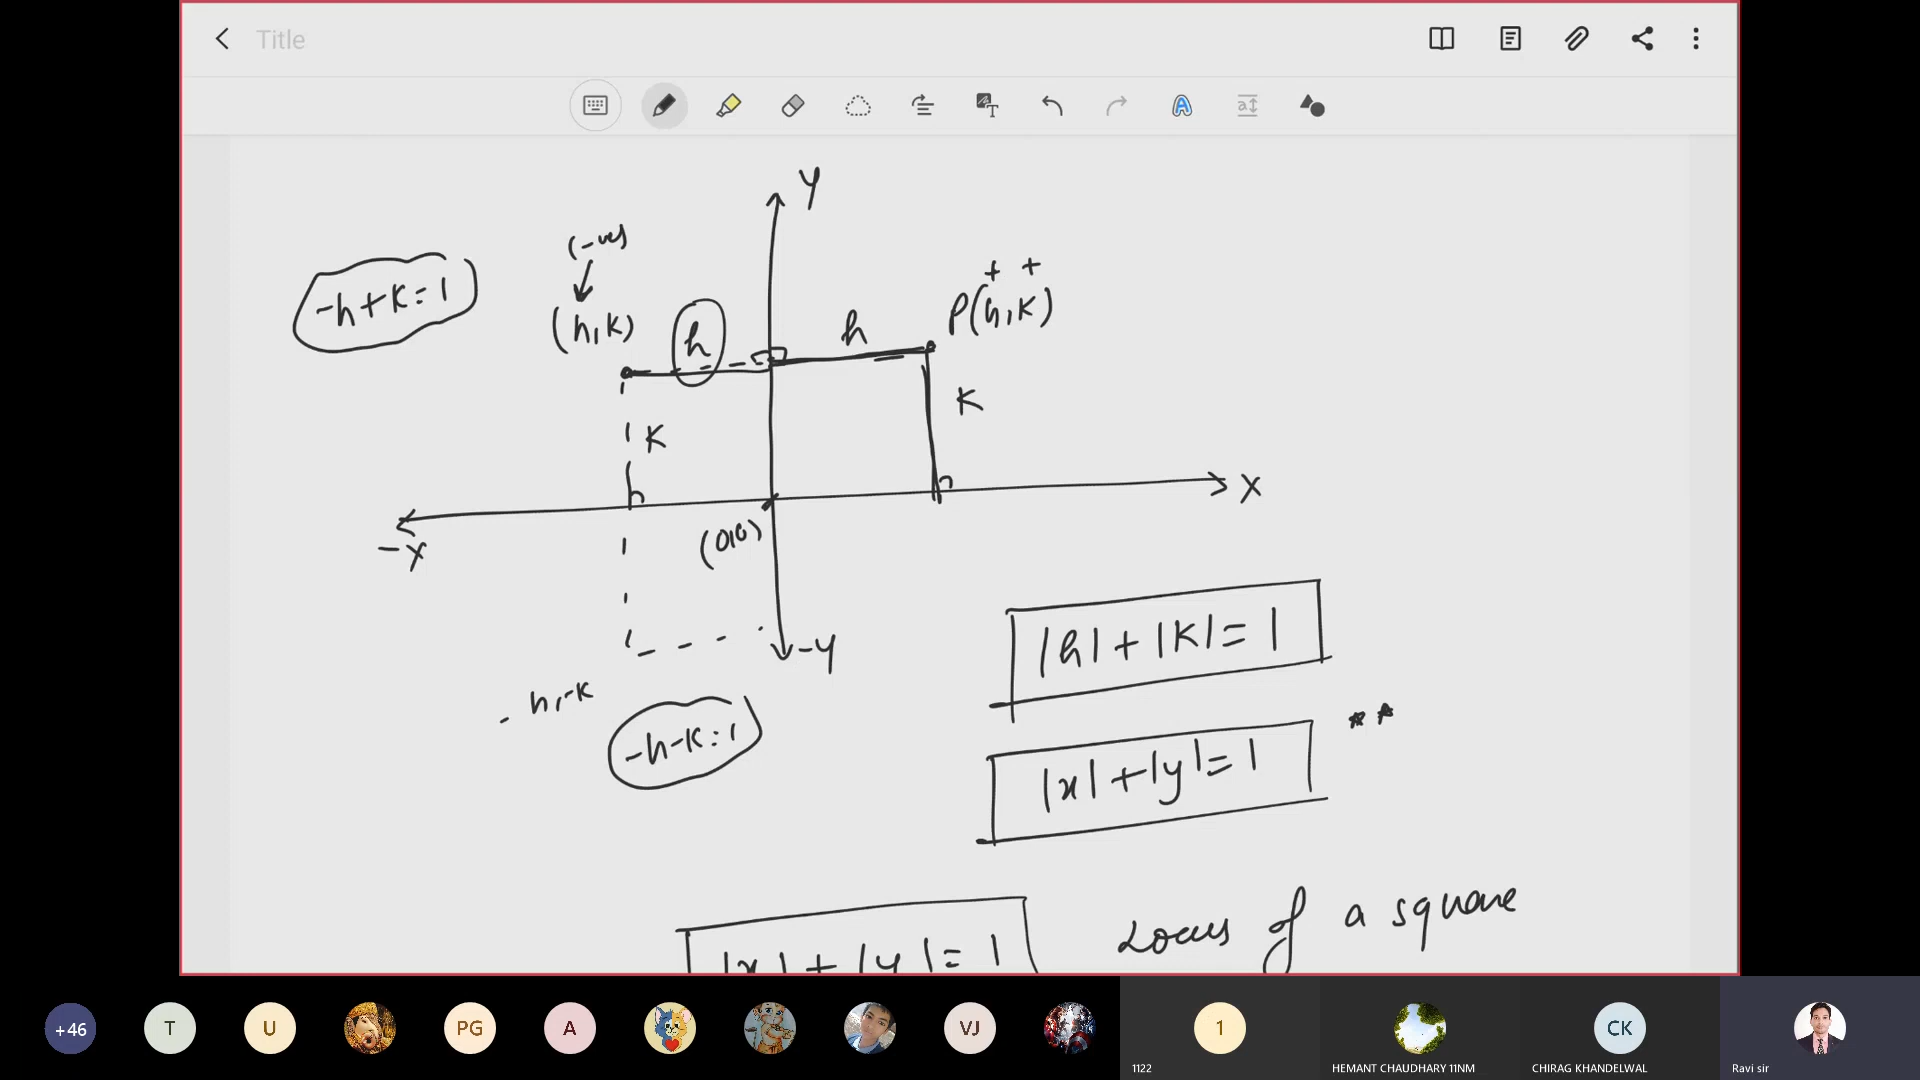 Title
Y
(-ve)
-h+k=1
(h,k)
h
h
+ +
P(h,k)
k
k
X
-X
(0,0)
-Y
|h|+|k|=1
-h,-k
-h-k=1
|x|+|y|=1
**
|x|+|y|=1
Locus of a square
+46
T
U
PG
A
VJ
1
CK
1122
HEMANT CHAUDHARY 11NM
CHIRAG KHANDELWAL
Ravi sir